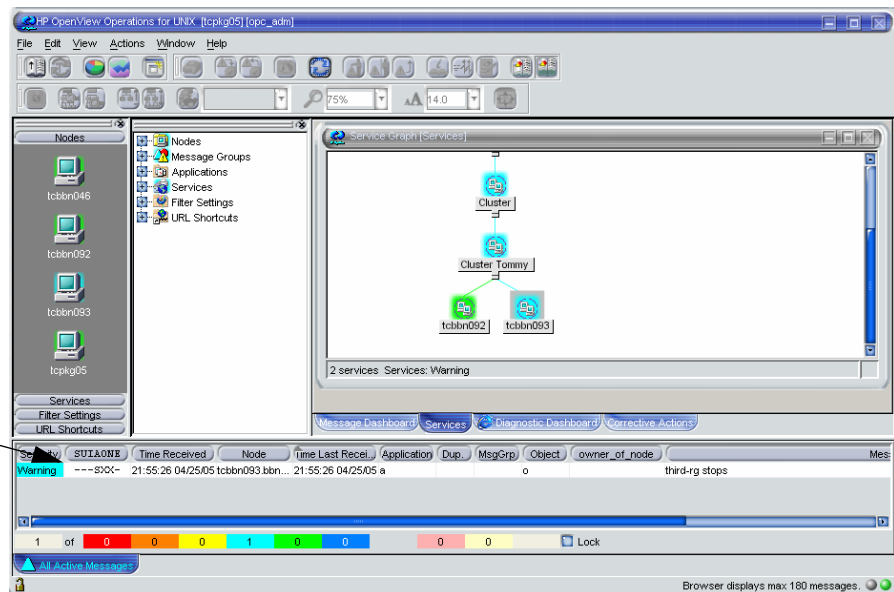 HP OpenView Operations for UNIX [tcpkg05] [opc_adm]
File Edit View Actions Window Help
75% 14.0
Nodes
tcbbn046
tcbbn092
tcbbn093
tcpkg05
Services
Filter Settings
URL Shortcuts
Nodes
Message Groups
Applications
Services
Filter Settings
URL Shortcuts
Service Graph [Services]
Cluster
Cluster Tommy
tcbbn092 tcbbn093
2 services Services: Warning
Message Dashboard Services Diagnostic Dashboard Corrective Actions
Severity SUIAONE Time Received Node Time Last Recei... Application Dup. MsgGrp Object owner_of_node Mes
Warning ---SXX- 21:55:26 04/25/05 tcbbn093.bbn... 21:55:26 04/25/05 a o third-rg stops
1 of 0 0 0 1 0 0 0 0 Lock
All Active Messages
Browser displays max 180 messages.